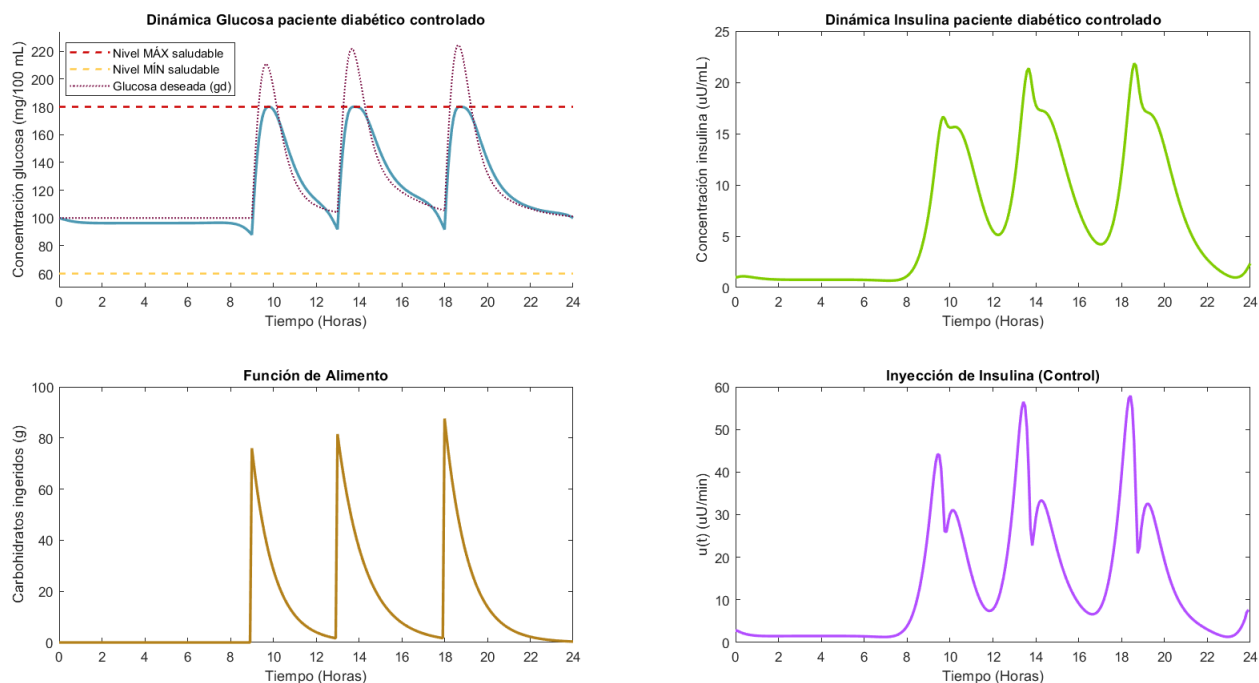 Dinámica Glucosa paciente diabético controlado
Concentración glucosa (mg/100 mL)
220
200
180
160
140
120
100
80
60
Nivel MÁX saludable
Nivel MÍN saludable
Glucosa deseada (gd)
0 2 4 6 8 10 12 14 16 18 20 22 24
Tiempo (Horas)
Dinámica Insulina paciente diabético controlado
Concentración insulina (uU/mL)
25
20
15
10
5
0
0 2 4 6 8 10 12 14 16 18 20 22 24
Tiempo (Horas)
Función de Alimento
Carbohidratos ingeridos (g)
100
80
60
40
20
0
0 2 4 6 8 10 12 14 16 18 20 22 24
Tiempo (Horas)
Inyección de Insulina (Control)
u(t) (uU/min)
60
50
40
30
20
10
0
0 2 4 6 8 10 12 14 16 18 20 22 24
Tiempo (Horas)